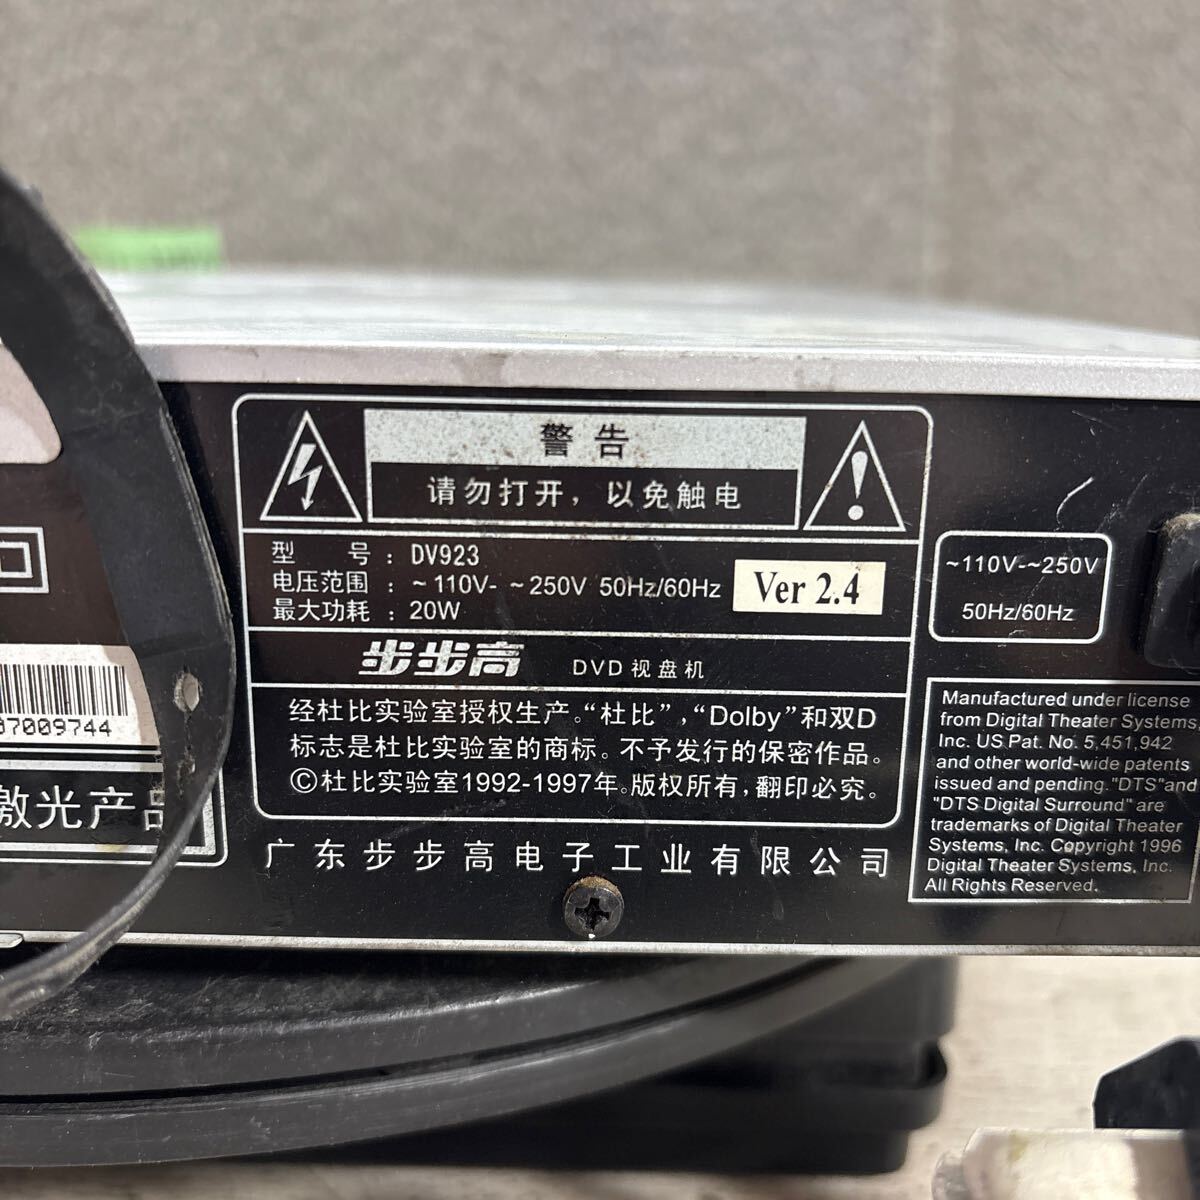 警告
请勿打开，以免触电
型 号：DV923
电压范围：～110V-～250V 50Hz/60Hz
最大功耗：20W
Ver 2.4
步步高 DVD视盘机
经杜比实验室授权生产。“杜比”，“Dolby”和双D
标志是杜比实验室的商标。不予发行的保密作品。
©杜比实验室1992-1997年。版权所有，翻印必究。
广东步步高电子工业有限公司
～110V-～250V
50Hz/60Hz
Manufactured under license
from Digital Theater Systems
Inc. US Pat. No. 5,451,942
and other world-wide patents
issued and pending. "DTS"and
"DTS Digital Surround" are
trademarks of Digital Theater
Systems, Inc. Copyright 1996
Digital Theater Systems, Inc.
All Rights Reserved.
口
07009744
激光产品